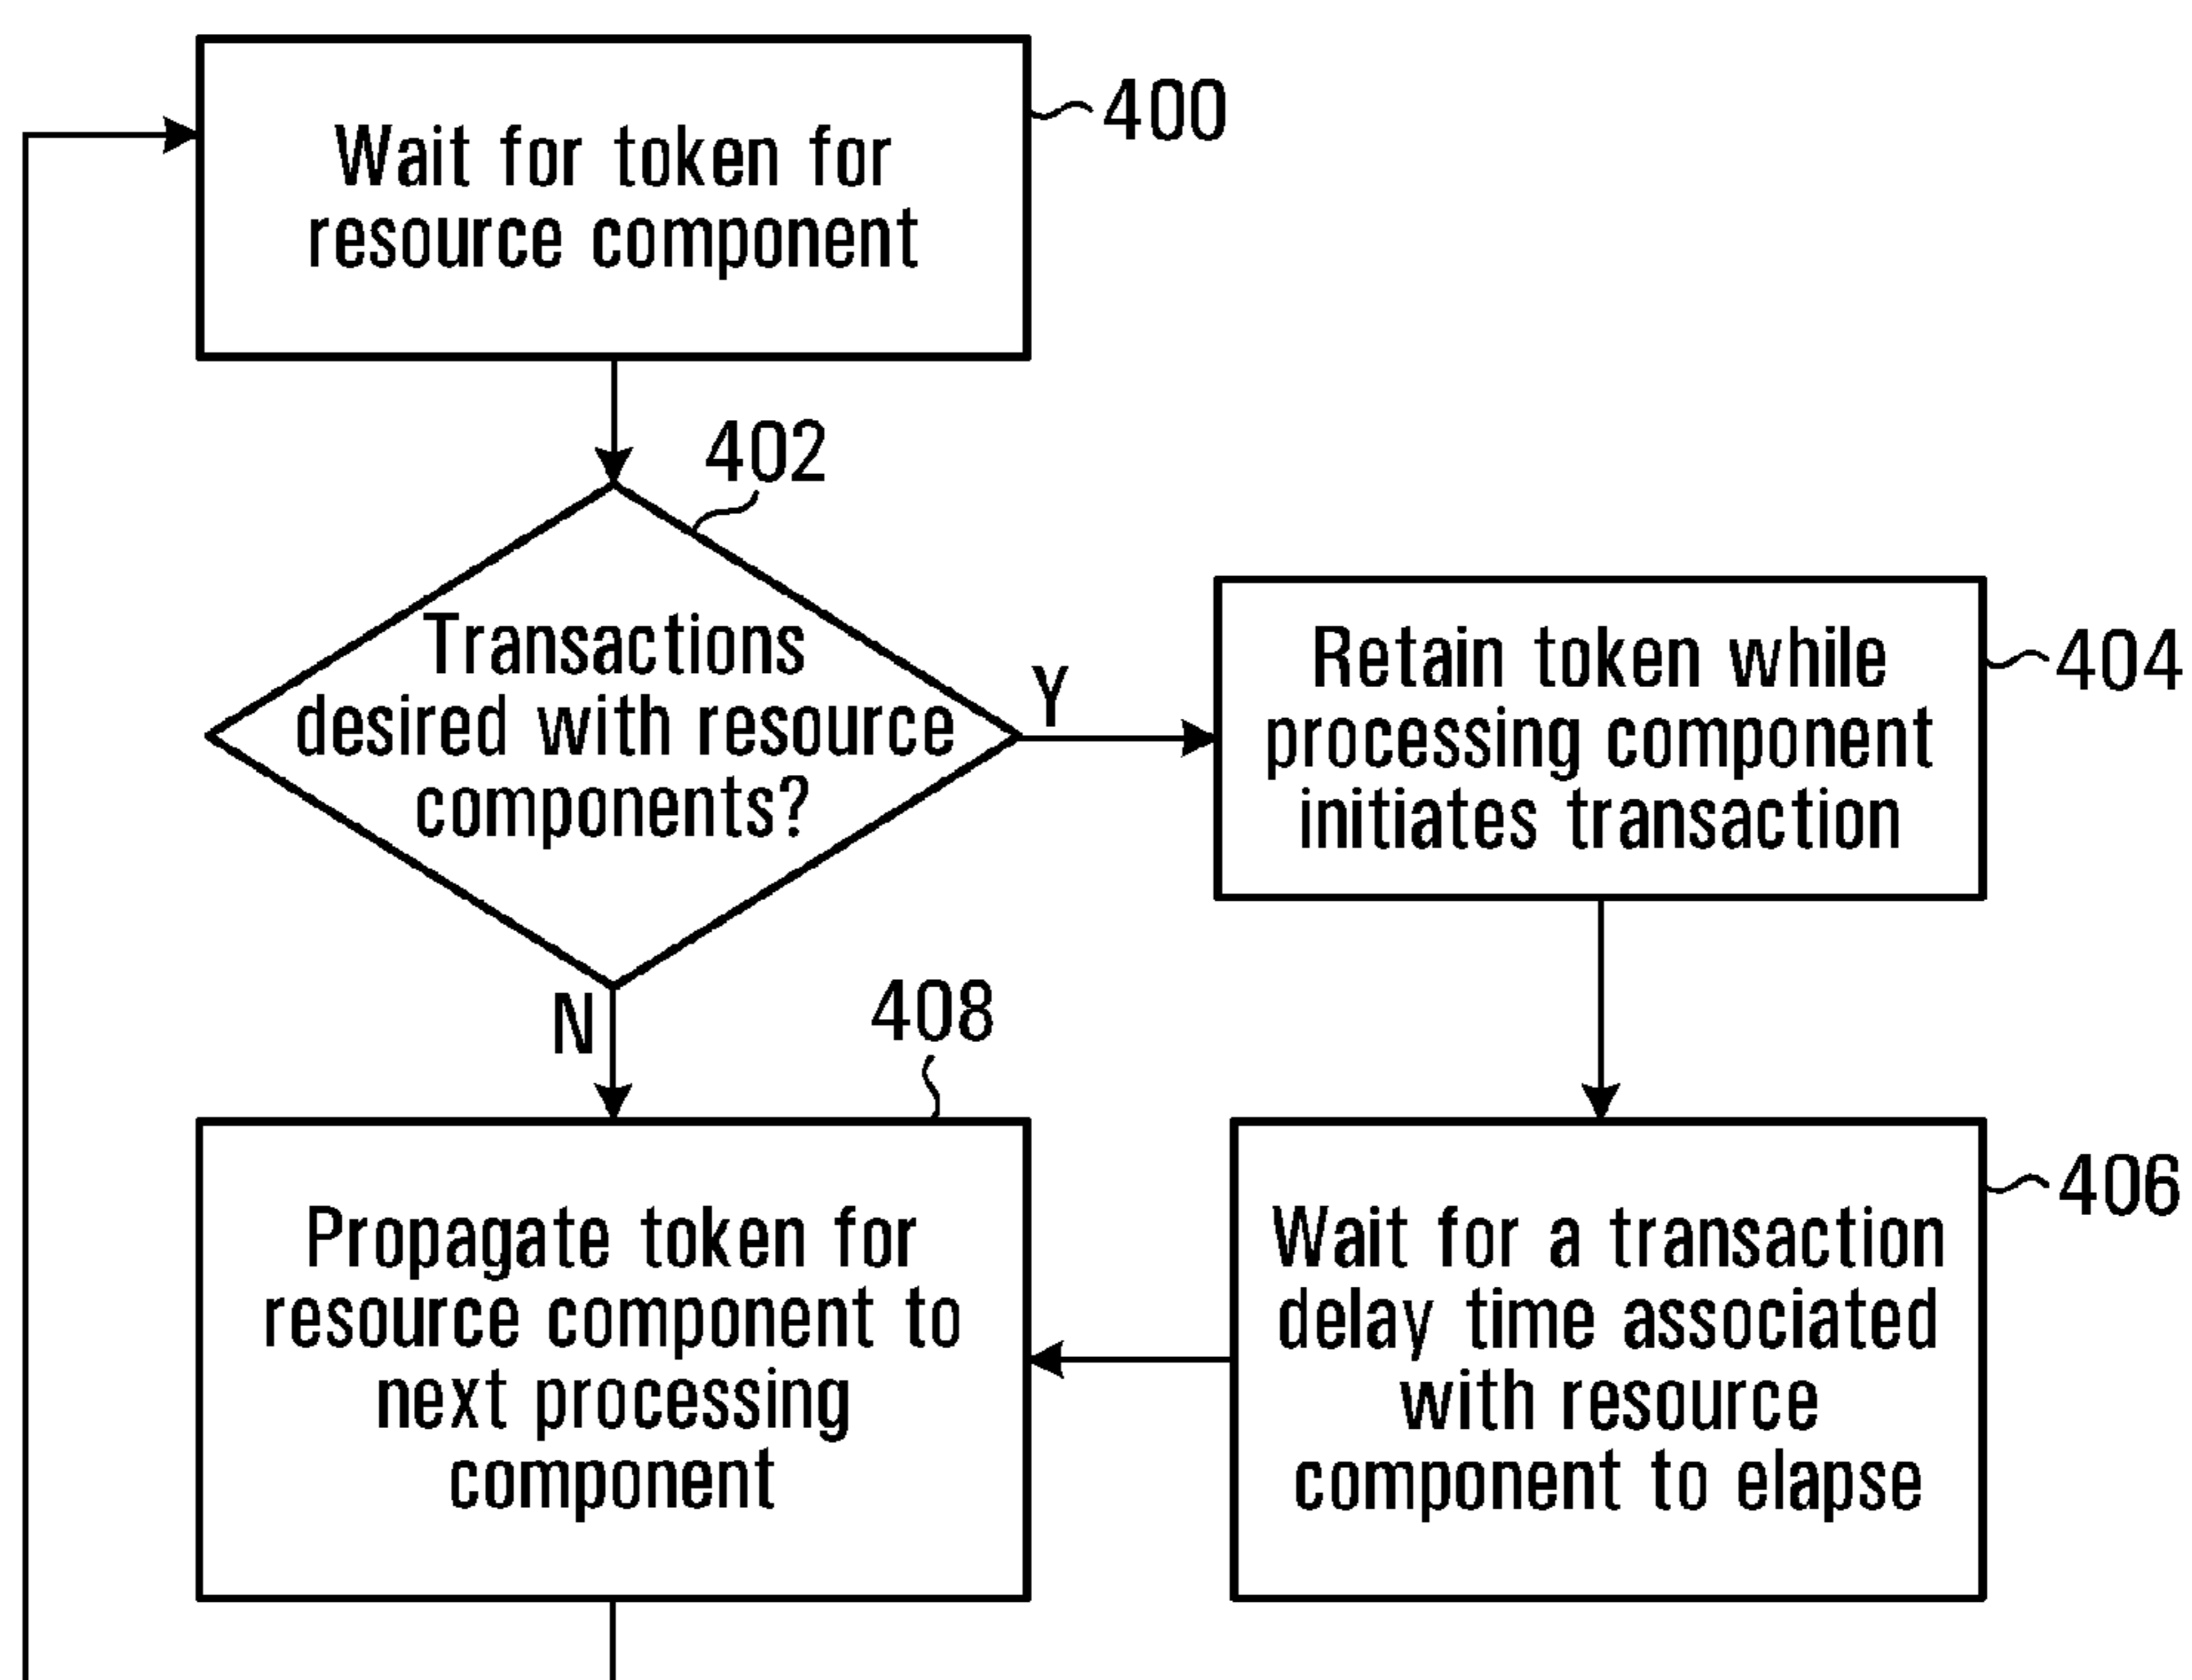 Wait for token for
resource component
400
402
Transactions
desired with resource
components?
Y
Retain token while
processing component
initiates transaction
404
N
408
Propagate token for
resource component to
next processing
component
Wait for a transaction
delay time associated
with resource
component to elapse
406